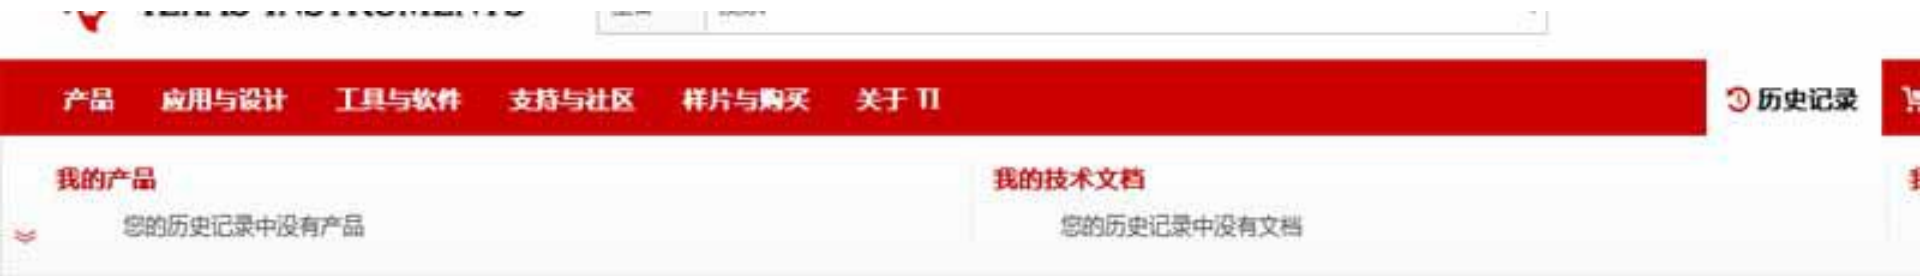 TEXAS INSTRUMENTS
产品 应用与设计 工具与软件 支持与社区 样片与购买 关于 TI 历史记录
我的产品 我的技术文档
您的历史记录中没有产品 您的历史记录中没有文档